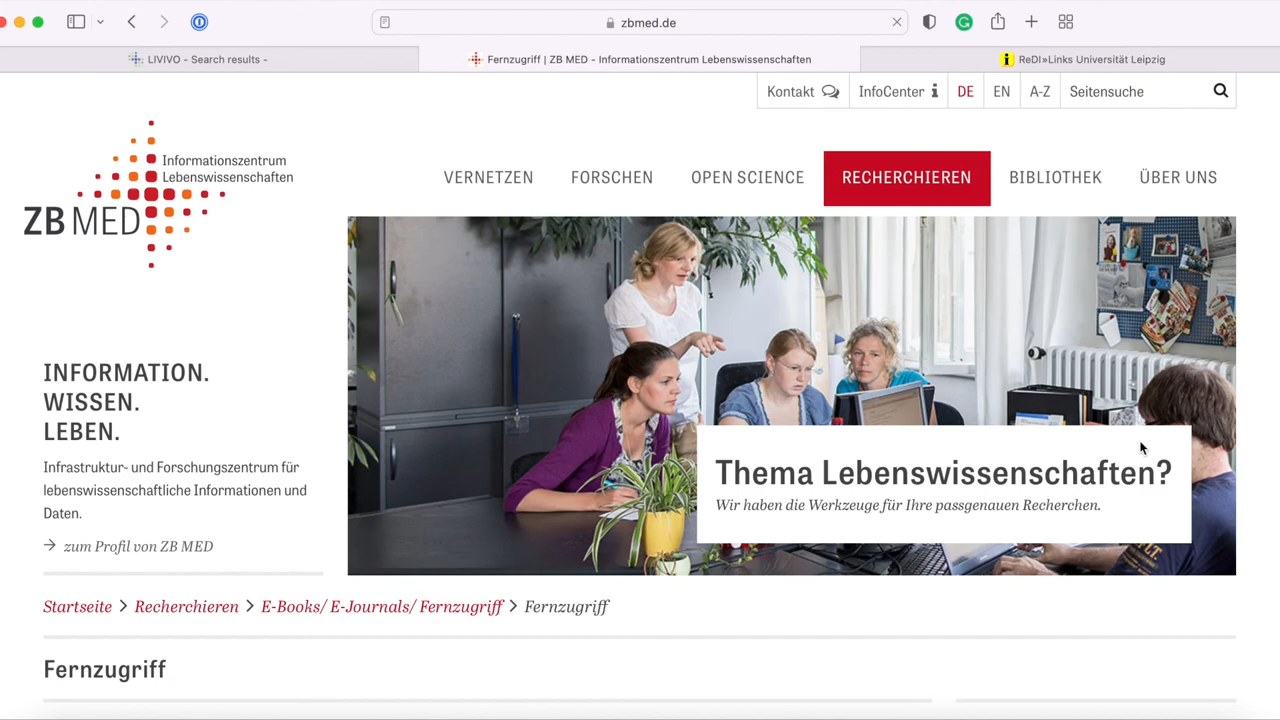 zbmed.de
LIVIVO - Search results -
Fernzugriff | ZB MED - Informationszentrum Lebenswissenschaften
ReDI»Links Universität Leipzig
Kontakt
InfoCenter
DE
EN
A-Z
Seitensuche
Informationszentrum
Lebenswissenschaften
ZB MED
VERNETZEN
FORSCHEN
OPEN SCIENCE
RECHERCHIEREN
BIBLIOTHEK
ÜBER UNS
INFORMATION.
WISSEN.
LEBEN.
Infrastruktur- und Forschungszentrum für
lebenswissenschaftliche Informationen und
Daten.
zum Profil von ZB MED
Thema Lebenswissenschaften?
Wir haben die Werkzeuge für Ihre passgenauen Recherchen.
Startseite > Recherchieren > E-Books/ E-Journals/ Fernzugriff > Fernzugriff
Fernzugriff